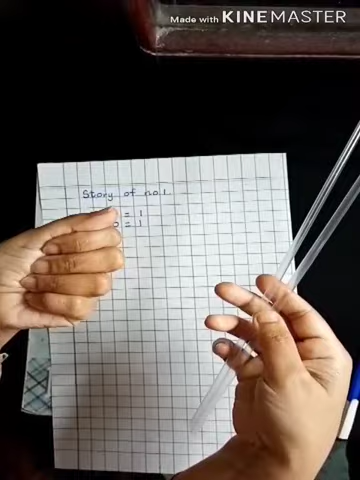 Made with KINEMASTER
Story of no.1
= 1
= 1